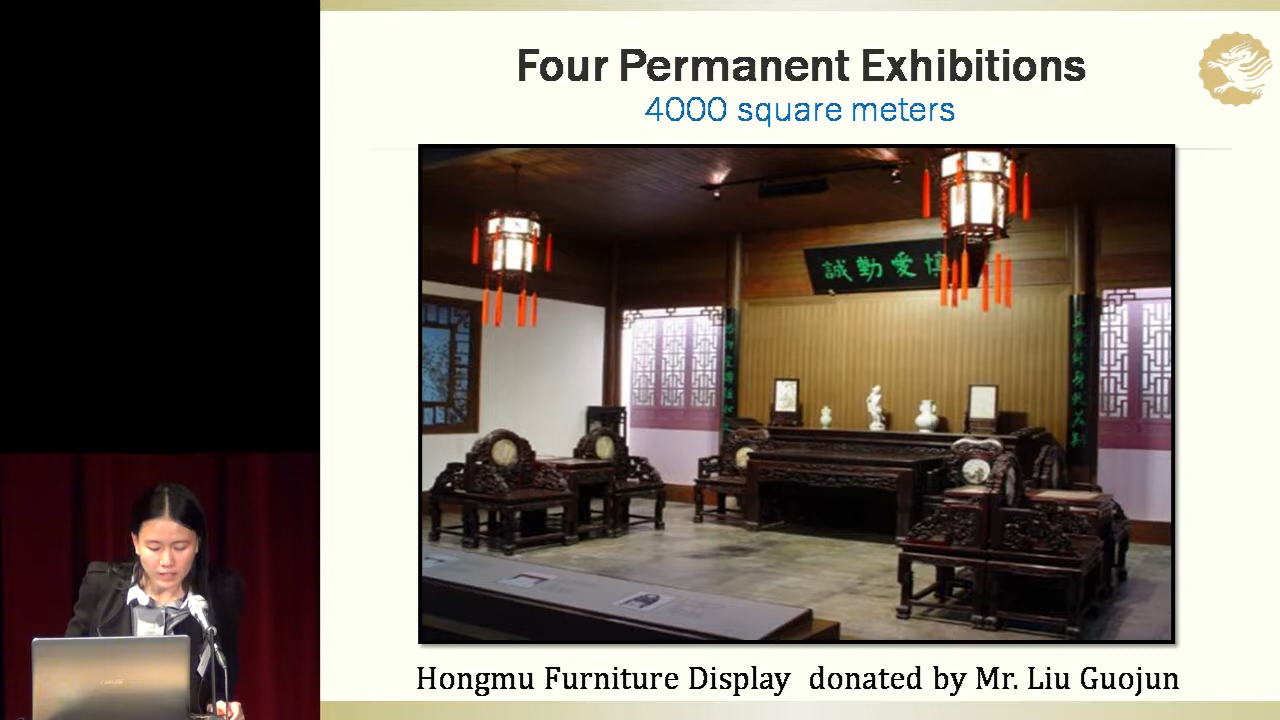 Four Permanent Exhibitions
4000 square meters
誠勤愛博
Hongmu Furniture Display  donated by Mr. Liu Guojun